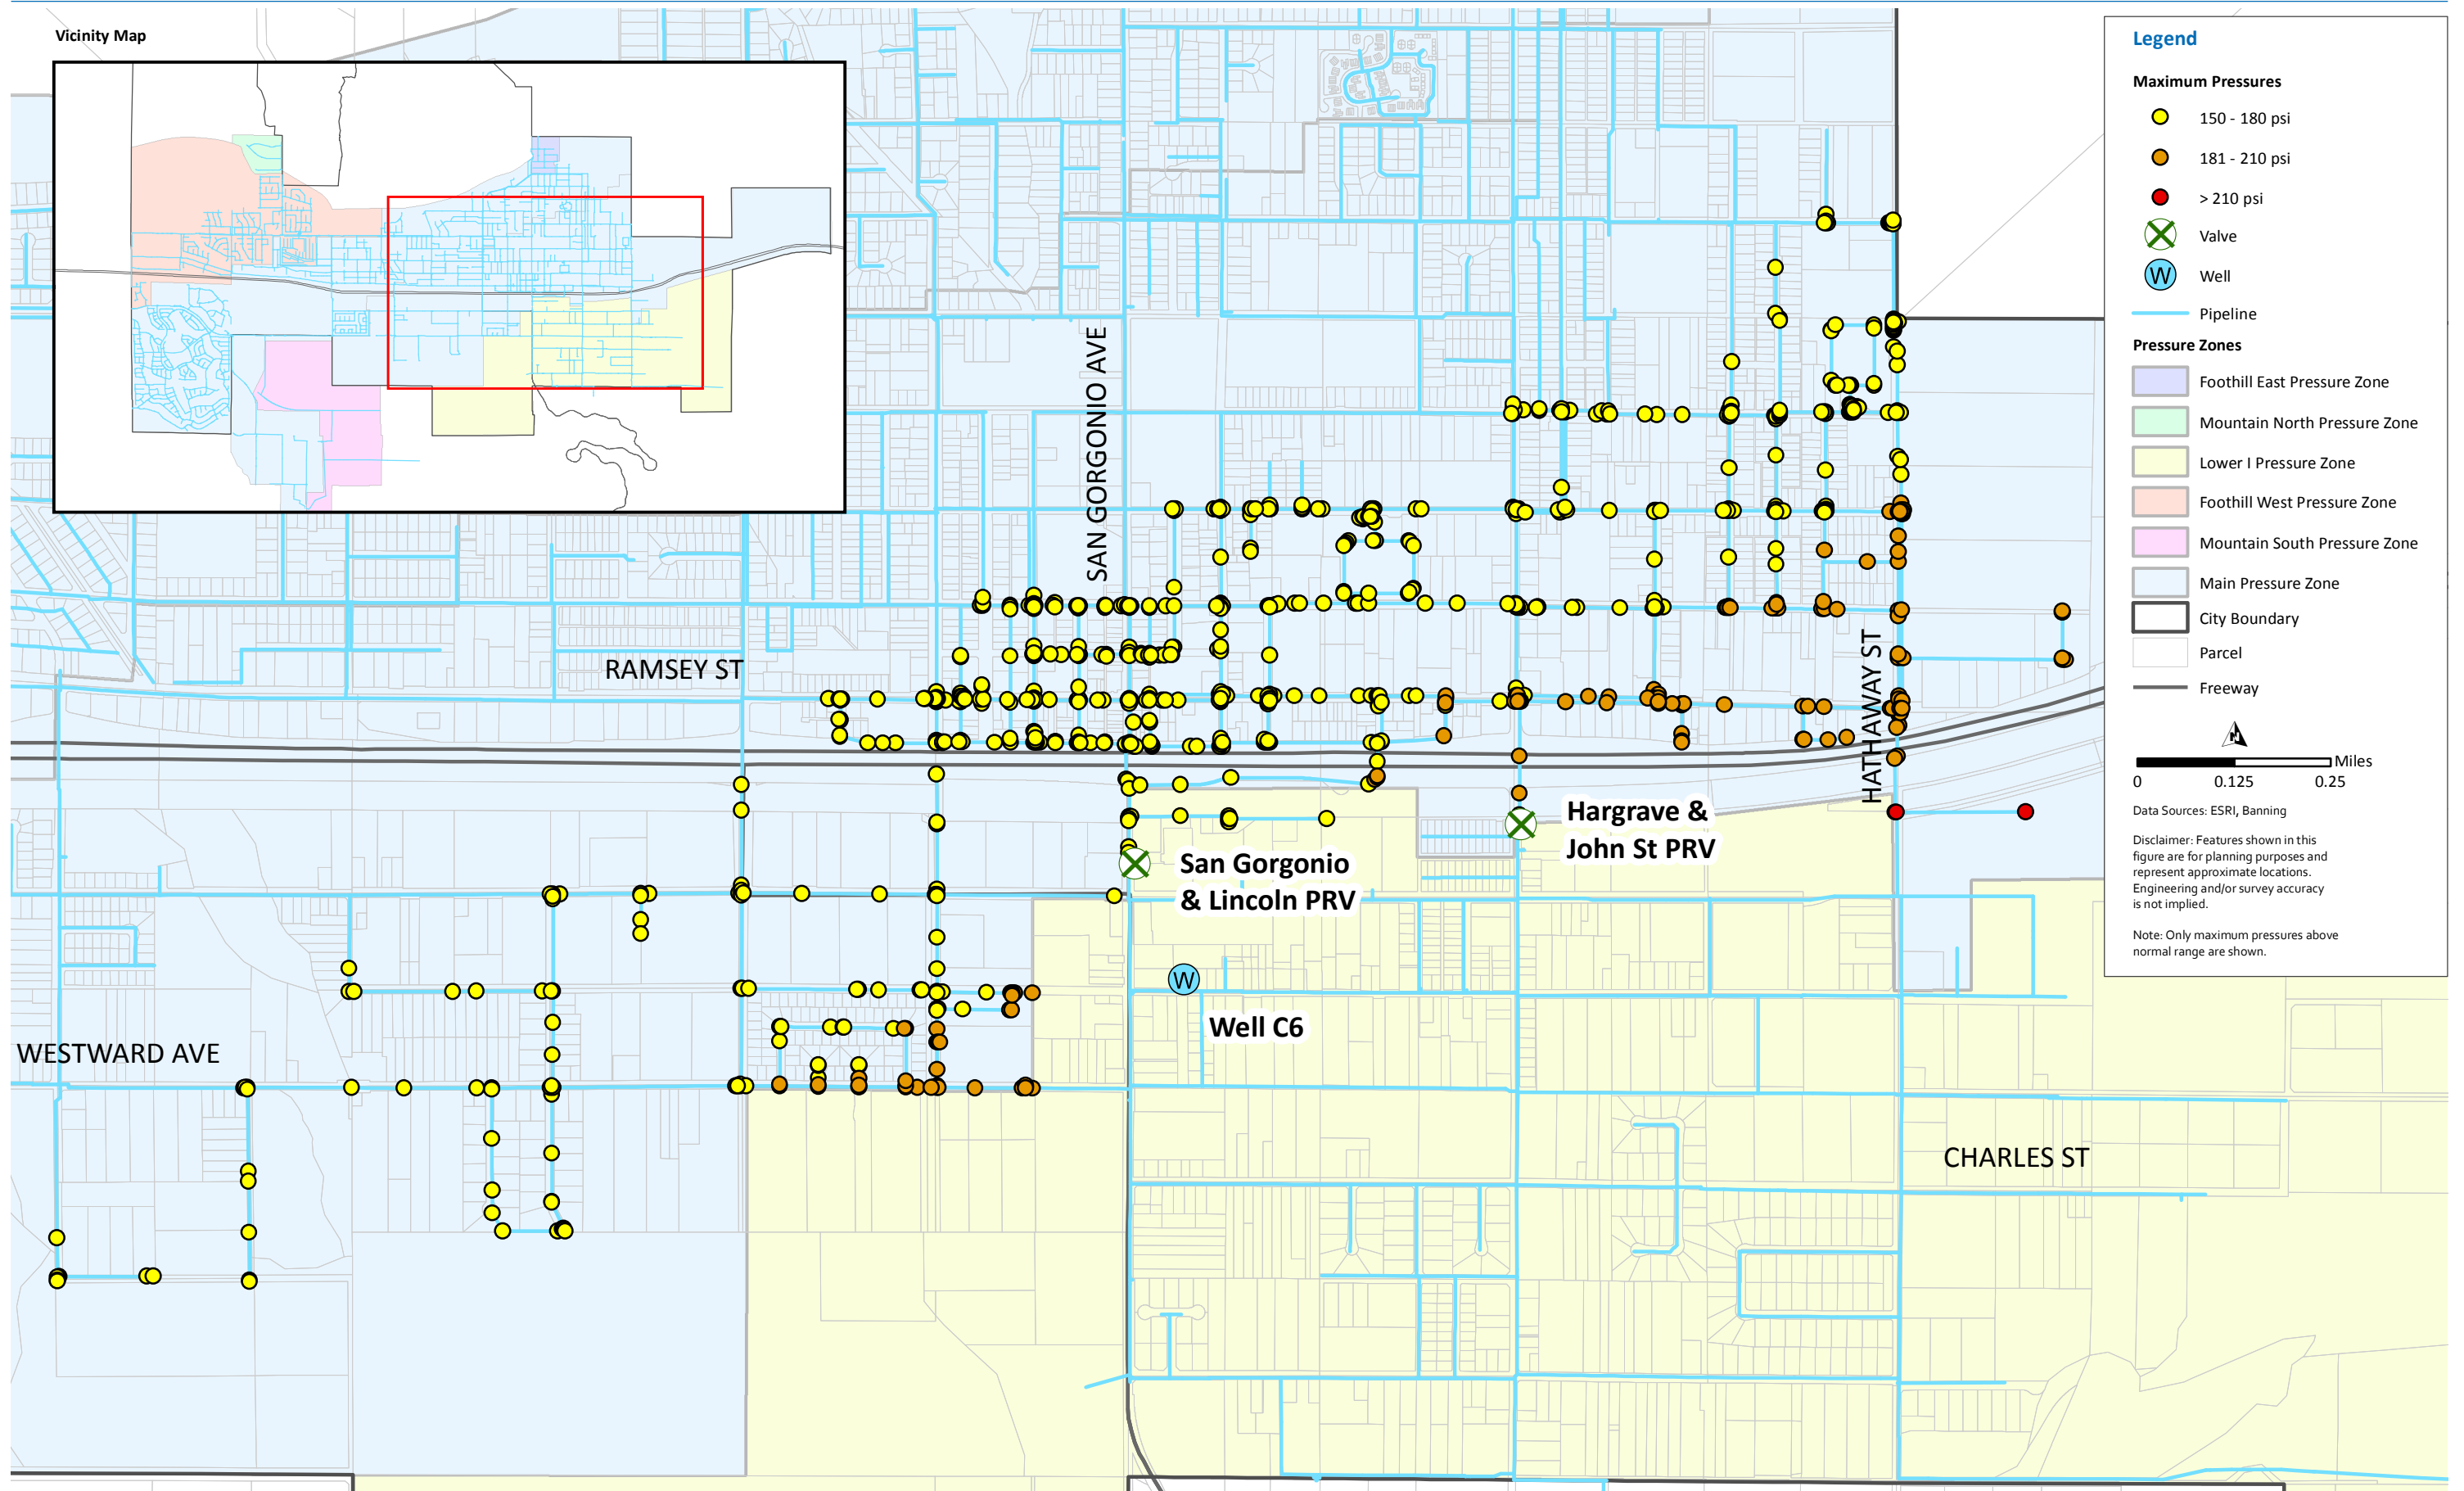 Vicinity Map
SAN GORGONIO AVE
RAMSEY ST
HATHAWAY ST
Hargrave &
John St PRV
San Gorgonio
& Lincoln PRV
W
Well C6
WESTWARD AVE
CHARLES ST
Legend
Maximum Pressures
150 - 180 psi
181 - 210 psi
> 210 psi
Valve
W Well
Pipeline
Pressure Zones
Foothill East Pressure Zone
Mountain North Pressure Zone
Lower I Pressure Zone
Foothill West Pressure Zone
Mountain South Pressure Zone
Main Pressure Zone
City Boundary
Parcel
Freeway
Miles
0 0.125 0.25
Data Sources: ESRI, Banning
Disclaimer: Features shown in this
figure are for planning purposes and
represent approximate locations.
Engineering and/or survey accuracy
is not implied.
Note: Only maximum pressures above
normal range are shown.